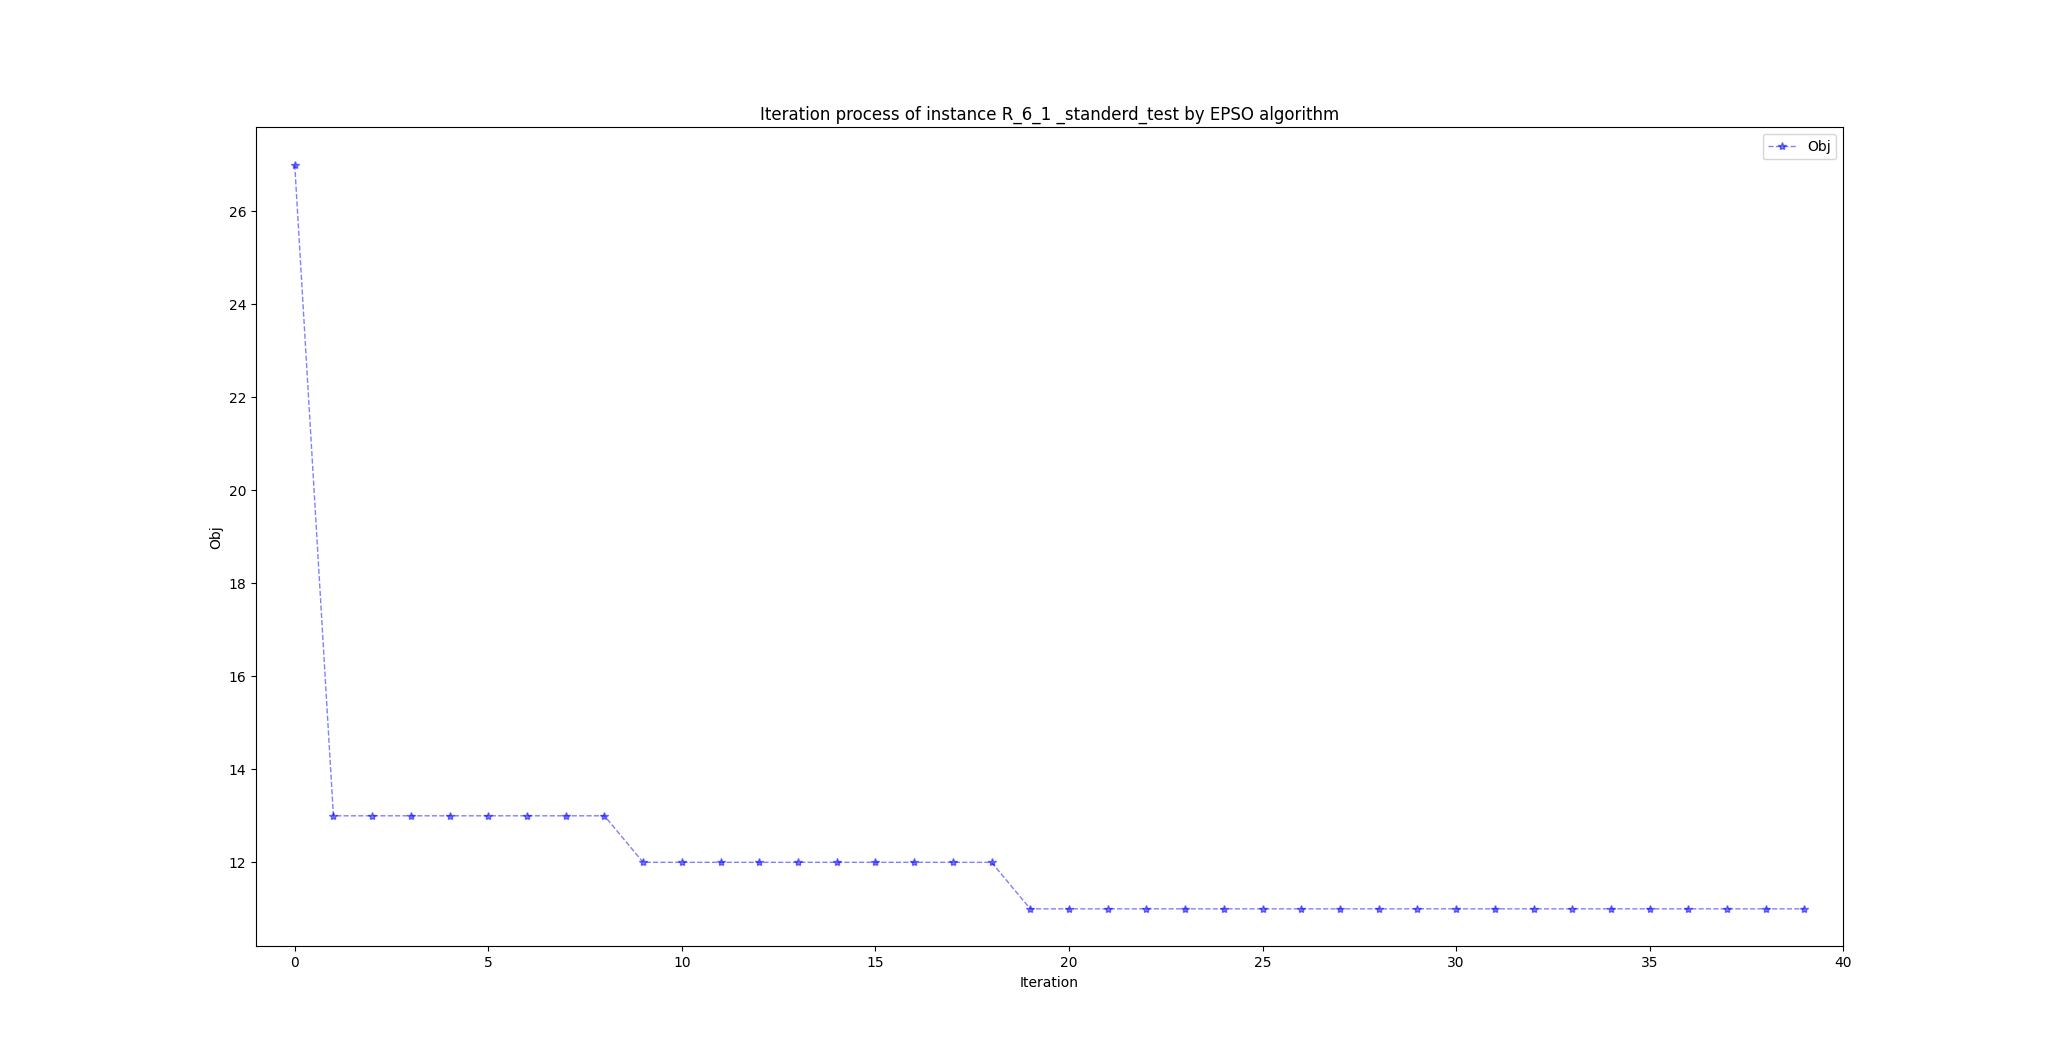 Iteration process of instance R_6_1 _standerd_test by EPSO algorithm
Obj
26
24
22
20
18
16
14
12
Obj
0 5 10 15 20 25 30 35 40
Iteration